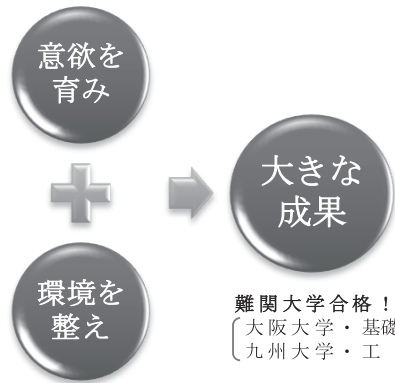 意欲を
育み
環境を
整え
大きな
成果
難関大学合格！
大阪大学・基礎
九州大学・工